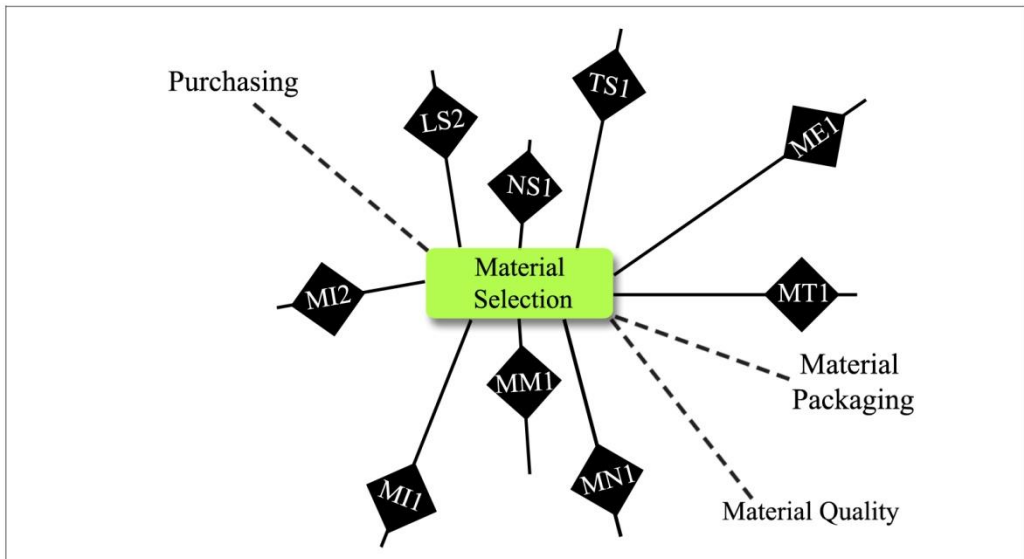 Purchasing
LS2
TS1
ME1
NS1
Material
Selection
MI2
MT1
Material
Packaging
MM1
MI1
MN1
Material Quality